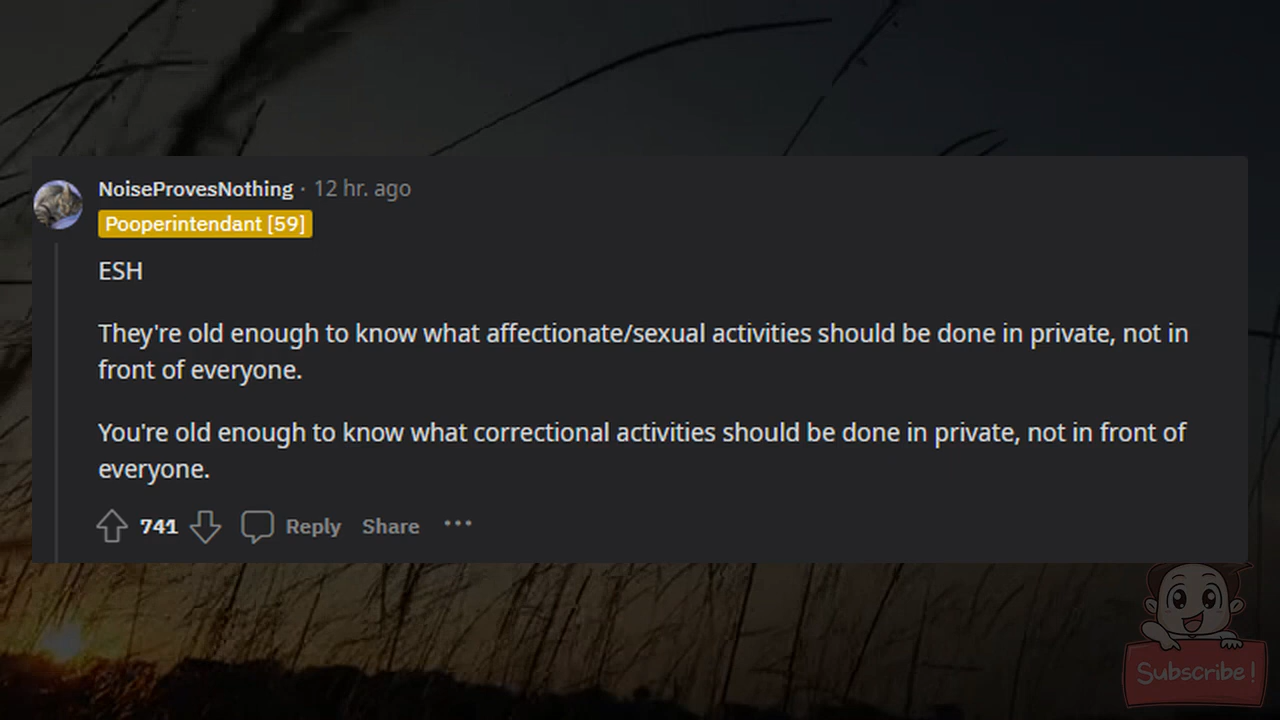 NoiseProvesNothing · 12 hr. ago
Pooperintendant [59]
ESH
They're old enough to know what affectionate/sexual activities should be done in private, not in
front of everyone.
You're old enough to know what correctional activities should be done in private, not in front of
everyone.
741 Reply Share ···
Subscribe!